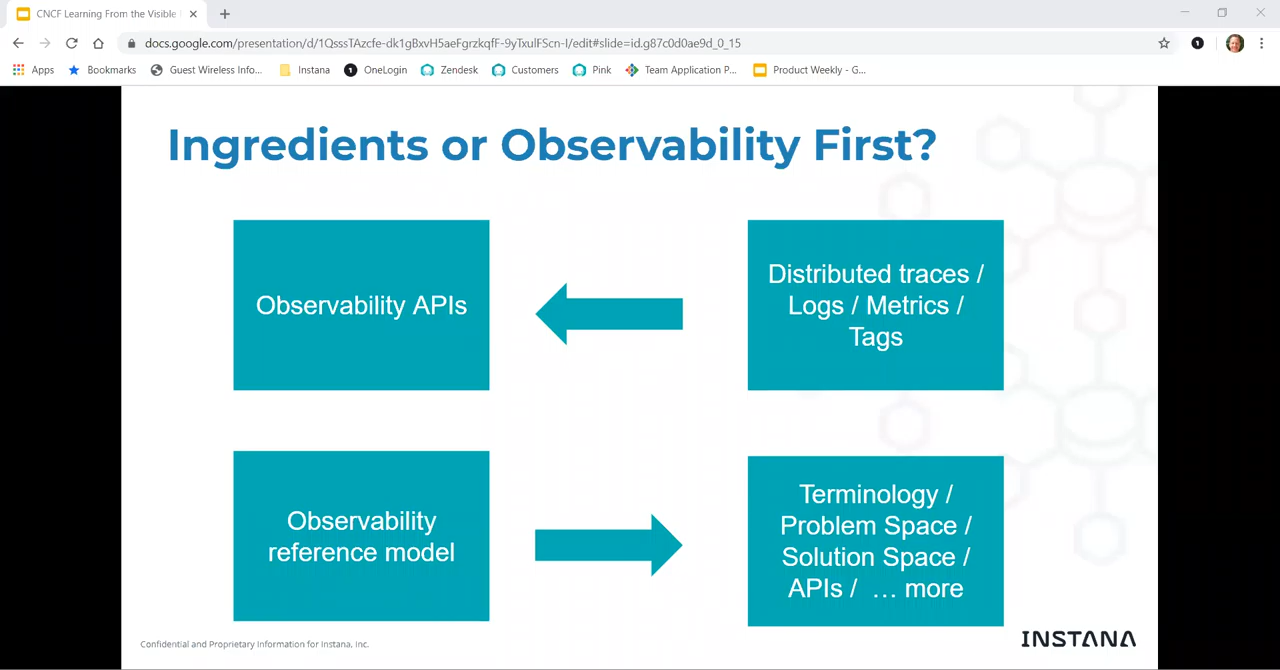 CNCF Learning From the Visible
docs.google.com/presentation/d/1QsssTAzcfe-dk1gBxvH5aeFgrzkqfF-9yTxulFScn-I/edit#slide=id.g87c0d0ae9d_0_15
1
Apps Bookmarks Guest Wireless Info... Instana 1 OneLogin Zendesk Customers Pink Team Application P... Product Weekly - G...
Ingredients or Observability First?
Observability APIs
Distributed traces /
Logs / Metrics /
Tags
Observability
reference model
Terminology /
Problem Space /
Solution Space /
APIs / … more
Confidential and Proprietary Information for Instana, Inc.
INSTANA